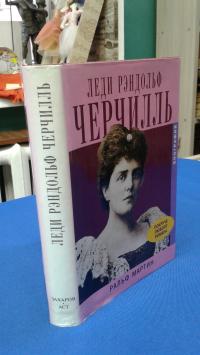 ЛЕДИ РЭНДОЛЬФ
ЧЕРЧИЛЛЬ
РАЛЬФ МАРТИН
ЛЕДИ РЭНДОЛЬФ ЧЕРЧИЛЛЬ
ЗАХАРОВ
АСТ